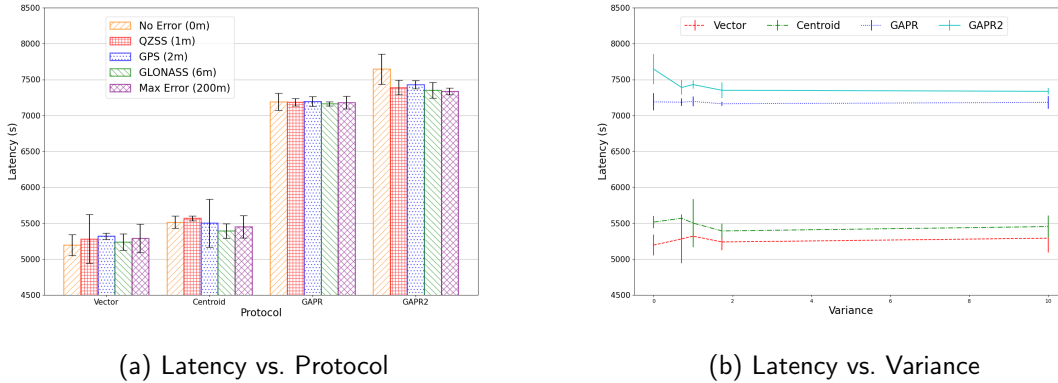 8500
8000
7500
7000
6500
6000
5500
5000
4500
Latency (s)
No Error (0m)
QZSS (1m)
GPS (2m)
GLONASS (6m)
Max Error (200m)
Vector
Centroid
GAPR
GAPR2
Protocol
(a) Latency vs. Protocol
8500
8000
7500
7000
6500
6000
5500
5000
4500
Latency (s)
Vector
Centroid
GAPR
GAPR2
0
2
4
6
8
10
Variance
(b) Latency vs. Variance